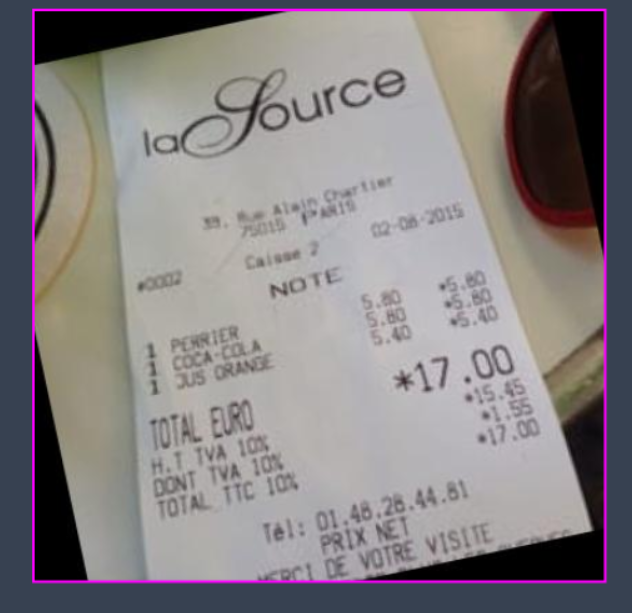 la Source
39, Rue Alain Chartier
75015 PARIS
02-08-2015
Caisse 2
#0002
NOTE
1 PERRIER 5.80 *5.80
1 COCA-COLA 5.80 *5.80
1 JUS ORANGE 5.40 *5.40
TOTAL EURO *17.00
H.T TVA 10% *15.45
DONT TVA 10% *1.55
TOTAL TTC 10% *17.00
Tél: 01.48.28.44.81
PRIX NET
MERCI DE VOTRE VISITE